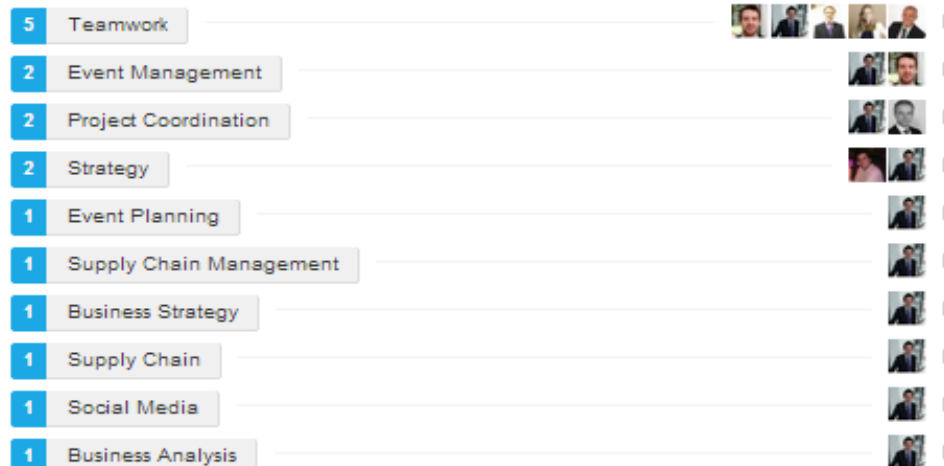 5 Teamwork
2 Event Management
2 Project Coordination
2 Strategy
1 Event Planning
1 Supply Chain Management
1 Business Strategy
1 Supply Chain
1 Social Media
1 Business Analysis